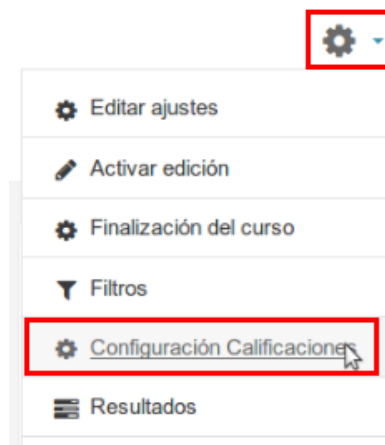 Editar ajustes
Activar edición
Finalización del curso
Filtros
Configuración Calificaciones
Resultados